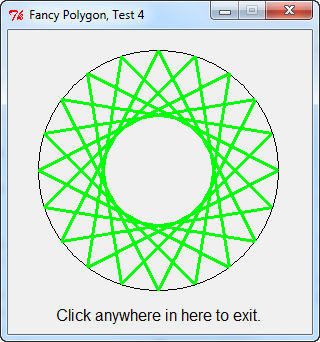 Fancy Polygon, Test 4
Click anywhere in here to exit.